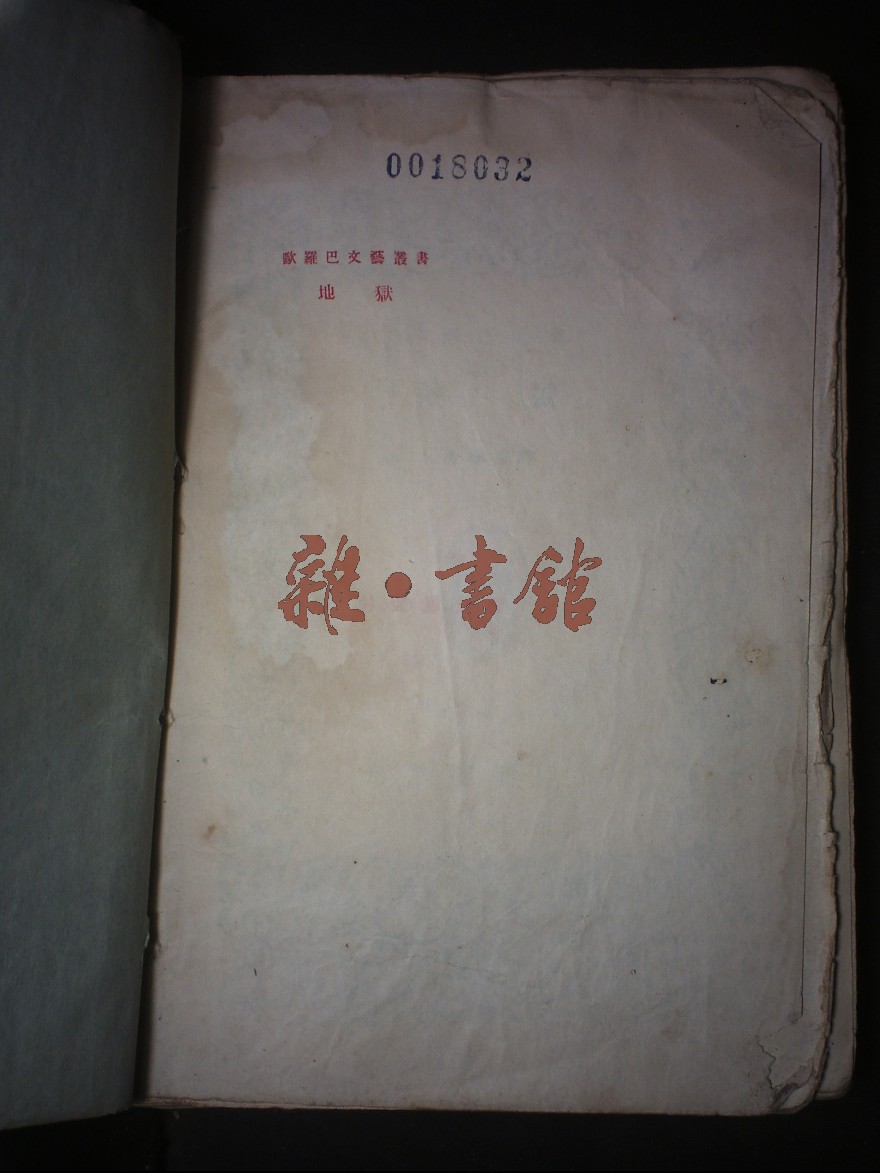 0018032
歐羅巴文藝叢書
地獄
雜·書館